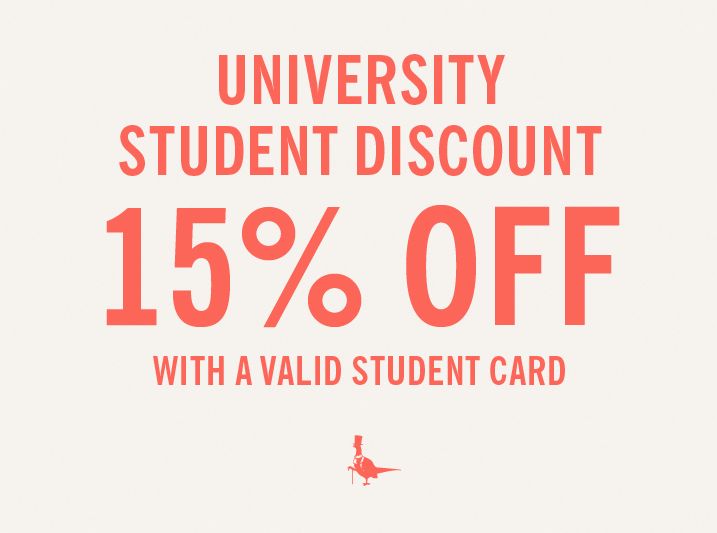 UNIVERSITY
STUDENT DISCOUNT
15% OFF
WITH A VALID STUDENT CARD